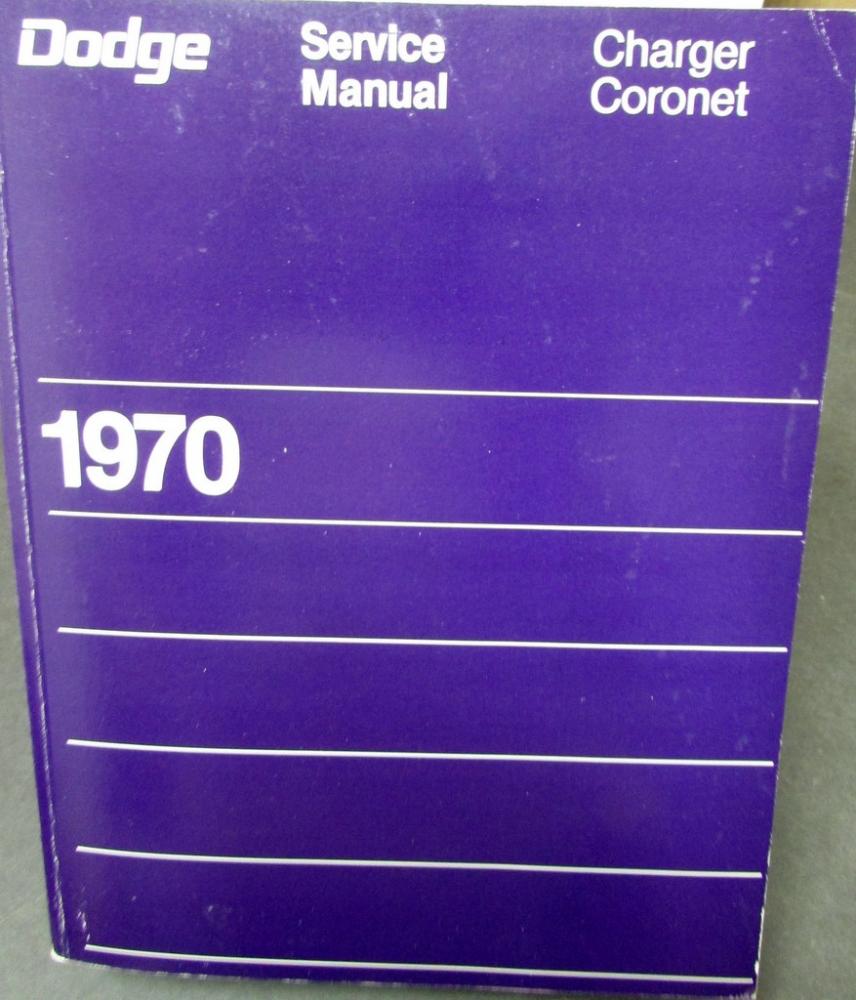 Dodge
Service
Manual
Charger
Coronet
1970